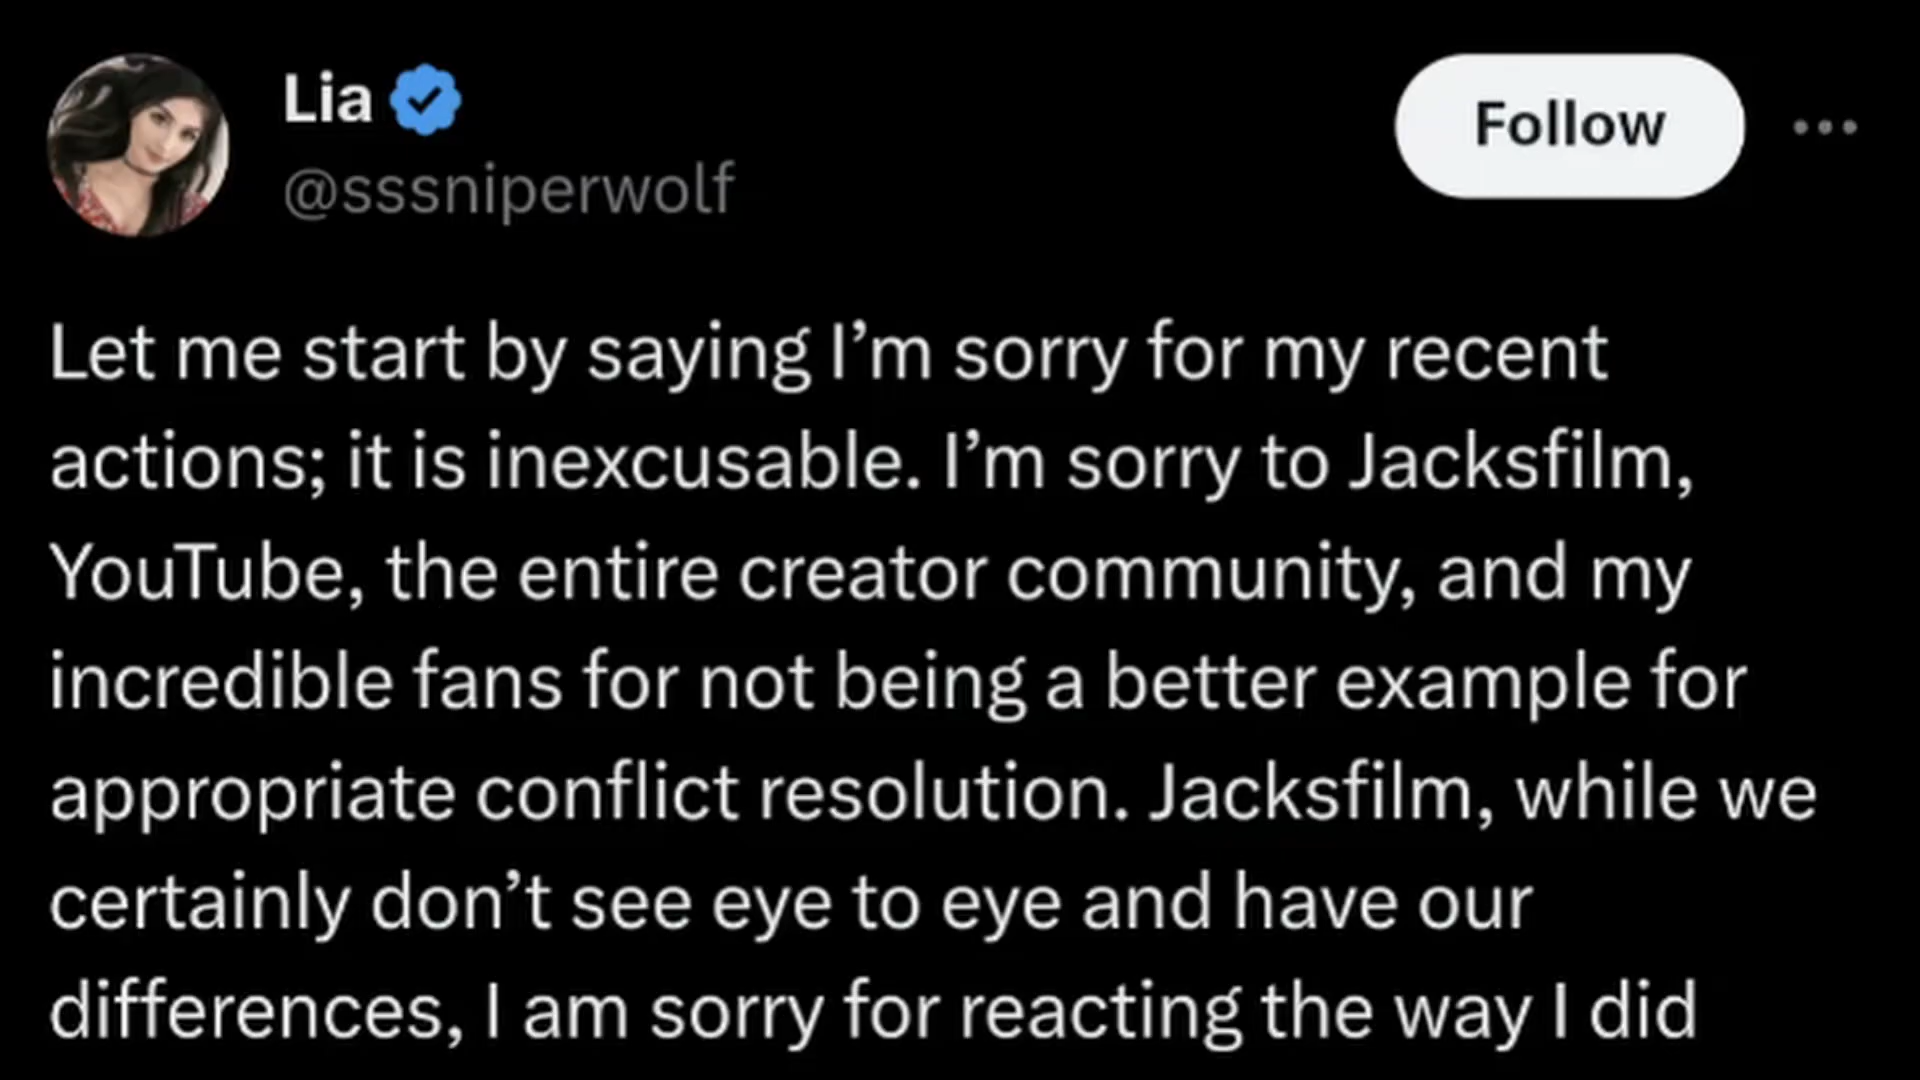 Lia
@sssniperwolf
Follow
Let me start by saying I’m sorry for my recent
actions; it is inexcusable. I’m sorry to Jacksfilm,
YouTube, the entire creator community, and my
incredible fans for not being a better example for
appropriate conflict resolution. Jacksfilm, while we
certainly don’t see eye to eye and have our
differences, I am sorry for reacting the way I did